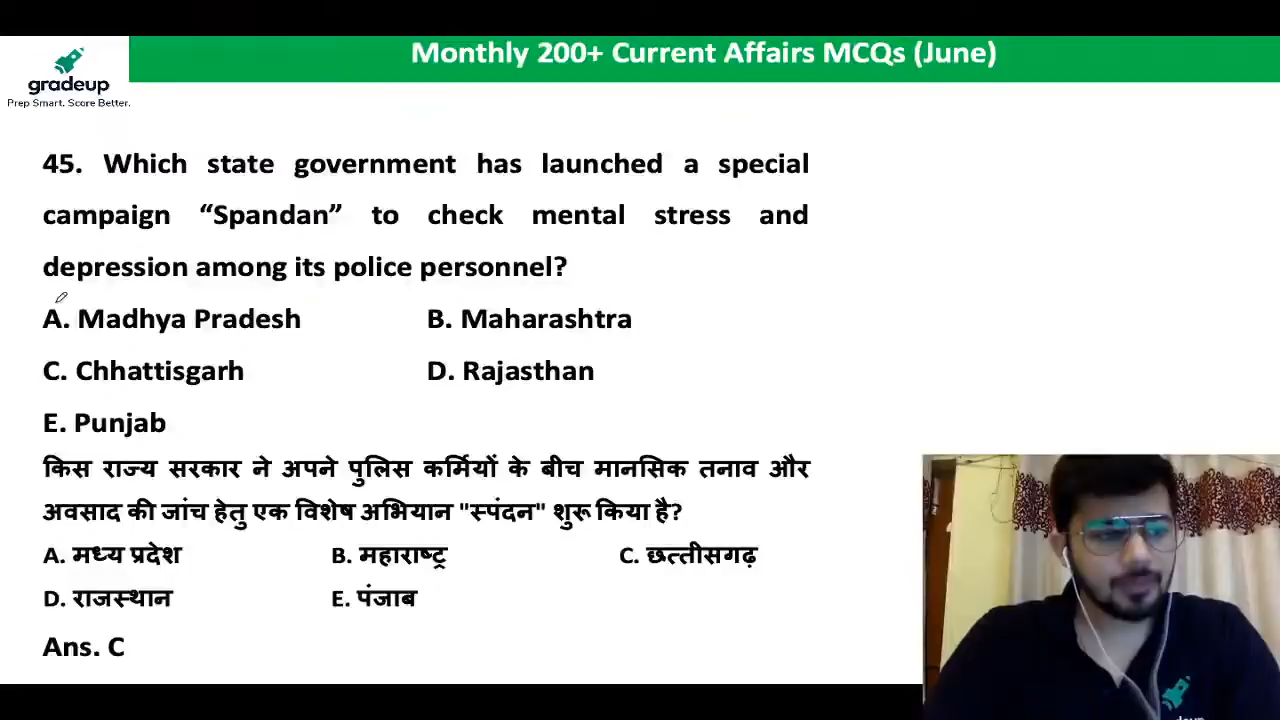 Monthly 200+ Current Affairs MCQs (June)
gradeup
Prep Smart. Score Better.
45. Which state government has launched a special
campaign “Spandan” to check mental stress and
depression among its police personnel?
A. Madhya Pradesh B. Maharashtra
C. Chhattisgarh D. Rajasthan
E. Punjab
किस राज्य सरकार ने अपने पुलिस कर्मियों के बीच मानसिक तनाव और
अवसाद की जांच हेतु एक विशेष अभियान "स्पंदन" शुरू किया है?
A. मध्य प्रदेश B. महाराष्ट्र C. छत्तीसगढ़
D. राजस्थान E. पंजाब
Ans. C